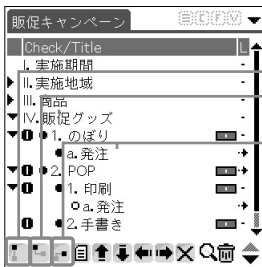 販促キャンペーン
Check/Title L
I. 実施期間
II. 実施地域
III. 商品
IV. 販促グッズ
1. のぼり
a. 発注
2. POP
1. 印刷
a. 発注
2. 手書き